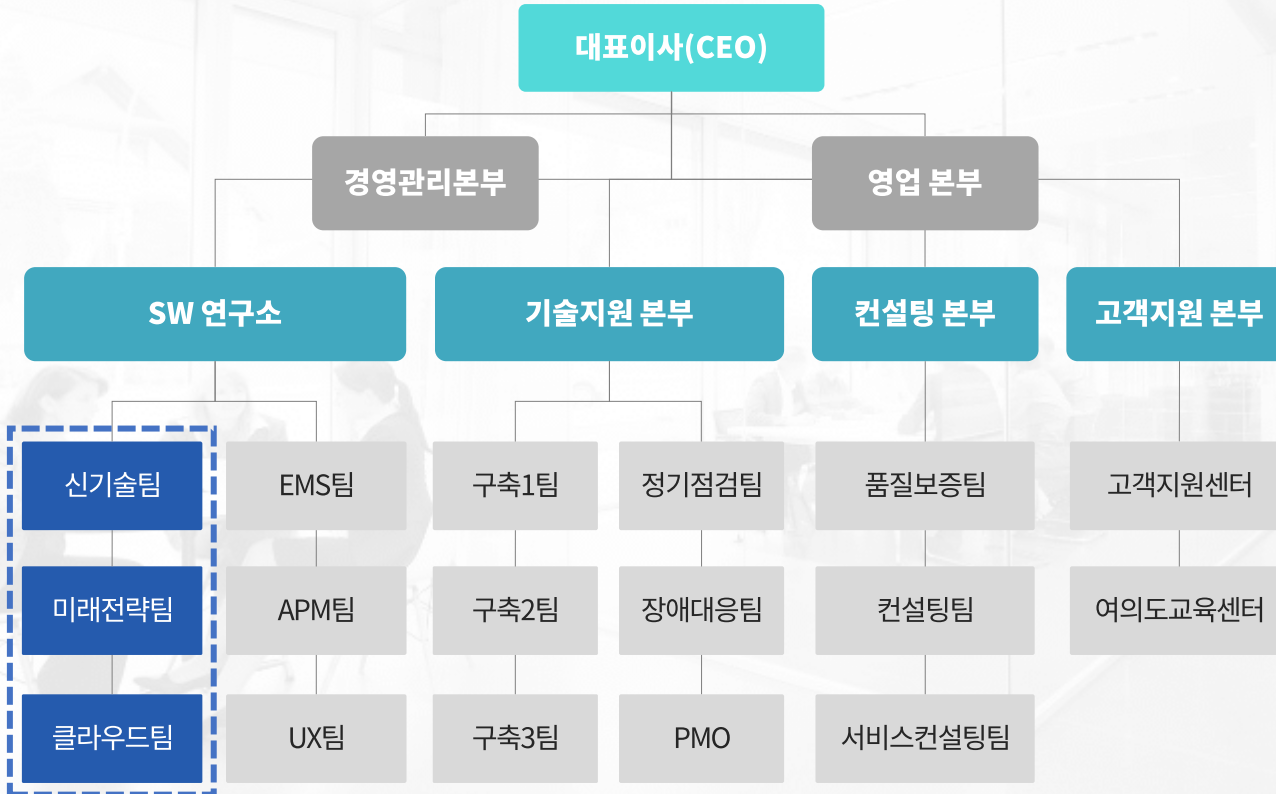 대표이사(CEO)
경영관리본부
영업 본부
SW 연구소
기술지원 본부
컨설팅 본부
고객지원 본부
신기술팀
EMS팀
구축1팀
정기점검팀
품질보증팀
고객지원센터
미래전략팀
APM팀
구축2팀
장애대응팀
컨설팅팀
여의도교육센터
클라우드팀
UX팀
구축3팀
PMO
서비스컨설팅팀